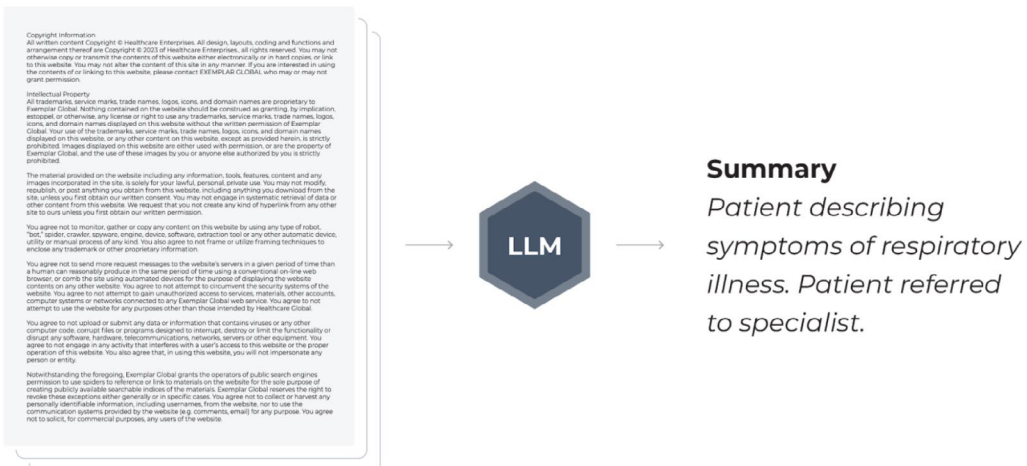 Copyright Information
All written content Copyright © Healthcare Enterprises. All design, layouts, coding and functions and
arrangement thereof are Copyright © 2023 of Healthcare Enterprises., all rights reserved. You may not
otherwise copy or transmit the contents of this website either electronically or in hard copies, or link
to this website. You may not alter the content of this site in any manner. If you are interested in using
the contents of or linking to this website, please contact EXEMPLAR GLOBAL who may or may not
grant permission.
Intellectual Property
All trademarks, service marks, trade names, logos, icons, and domain names are proprietary to
Exemplar Global. Nothing contained on the website should be construed as granting, by implication,
estoppel, or otherwise, any license or right to use any trademarks, service marks, trade names, logos,
icons, and domain names displayed on this website without the written permission of Exemplar
Global. Your use of the trademarks, service marks, trade names, logos, icons, and domain names
displayed on this website, or any other content on this website, except as provided herein, is strictly
prohibited. Images displayed on this website are either used with permission, or are the property of
Exemplar Global, and the use of these images by you or anyone else authorized by you is strictly
prohibited.
The material provided on the website including any information, tools, features, content and any
images incorporated in the site, is solely for your lawful, personal, private use. You may not modify,
republish, or post anything you obtain from this website, including anything you download from the
site, unless you first obtain our written consent. You may not engage in systematic retrieval of data or
other content from this website. We request that you not create any kind of hyperlink from any other
site to ours unless you first obtain our written permission.
You agree not to monitor, gather or copy any content on this website by using any type of robot,
"bot," spider, crawler, spyware, engine, device, software, extraction tool or any other automatic device,
utility or manual process of any kind. You also agree to not frame or utilize framing techniques to
enclose any trademark or other proprietary information.
You agree not to send more request messages to the website's servers in a given period of time than
a human can reasonably produce in the same period of time using a conventional on-line web
browser, or comb the site using automated devices for the purpose of displaying the website
contents on any other website. You agree to not attempt to circumvent the security systems of the
website. You agree to not attempt to gain unauthorized access to services, materials, other accounts,
computer systems or networks connected to any Exemplar Global web service. You agree to not
attempt to use the website for any purposes other than those intended by Healthcare Global.
You agree to not upload or submit any data or information that contains viruses or any other
computer code, corrupt files or programs designed to interrupt, destroy or limit the functionality or
disrupt any software, hardware, telecommunications, networks, servers or other equipment. You
agree to not engage in any activity that interferes with a user's access to this website or the proper
operation of this website. You also agree that, in using this website, you will not impersonate any
person or entity.
Notwithstanding the foregoing, Exemplar Global grants the operators of public search engines
permission to use spiders to reference or link to materials on the website for the sole purpose of
creating publicly available searchable indices of the materials. Exemplar Global reserves the right to
revoke these exceptions either generally or in specific cases. You agree not to collect or harvest any
personally identifiable information, including usernames, from the website, nor to use the
communication systems provided by the website (e.g. comments, email) for any purpose. You agree
not to solicit, for commercial purposes, any users of the website.
LLM
Summary
Patient describing
symptoms of respiratory
illness. Patient referred
to specialist.